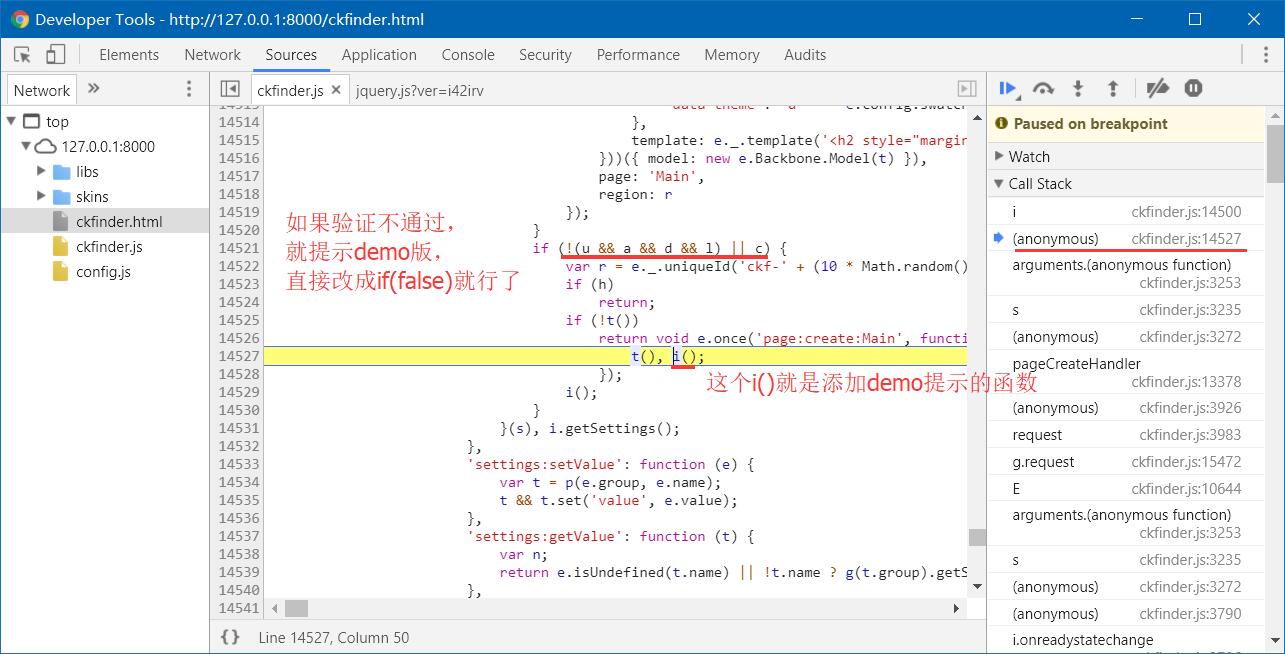 Developer Tools - http://127.0.0.1:8000/ckfinder.html
Elements Network Sources Application Console Security Performance Memory Audits
Network »
top
127.0.0.1:8000
libs
skins
ckfinder.html
ckfinder.js
config.js
ckfinder.js × jquery.js?ver=i42irv
14514 },
14515 template: e._.template('<h2 style="margin
14516 }))({ model: new e.Backbone.Model(t) }),
14517 page: 'Main',
14518 region: r
14519 });
14520 }
14521 if (!(u && a && d && l) || c) {
14522 var r = e._.uniqueId('ckf-' + (10 * Math.random()
14523 if (h)
14524 return;
14525 if (!t())
14526 return void e.once('page:create:Main', functi
14527 t(), i();
14528 });
14529 i();
14530 }
14531 }(s), i.getSettings();
14532 },
14533 'settings:setValue': function (e) {
14534 var t = p(e.group, e.name);
14535 t && t.set('value', e.value);
14536 },
14537 'settings:getValue': function (t) {
14538 var n;
14539 return e.isUndefined(t.name) || !t.name ? g(t.group).getS
14540 },
14541
如果验证不通过，
就提示demo版，
直接改成if(false)就行了
这个i()就是添加demo提示的函数
{} Line 14527, Column 50
Paused on breakpoint
Watch
Call Stack
i ckfinder.js:14500
(anonymous) ckfinder.js:14527
arguments.(anonymous function)
ckfinder.js:3253
s ckfinder.js:3235
(anonymous) ckfinder.js:3272
pageCreateHandler
ckfinder.js:13378
(anonymous) ckfinder.js:3926
request ckfinder.js:3983
g.request ckfinder.js:15472
E ckfinder.js:10644
arguments.(anonymous function)
ckfinder.js:3253
s ckfinder.js:3235
(anonymous) ckfinder.js:3272
(anonymous) ckfinder.js:3790
i.onreadystatechange